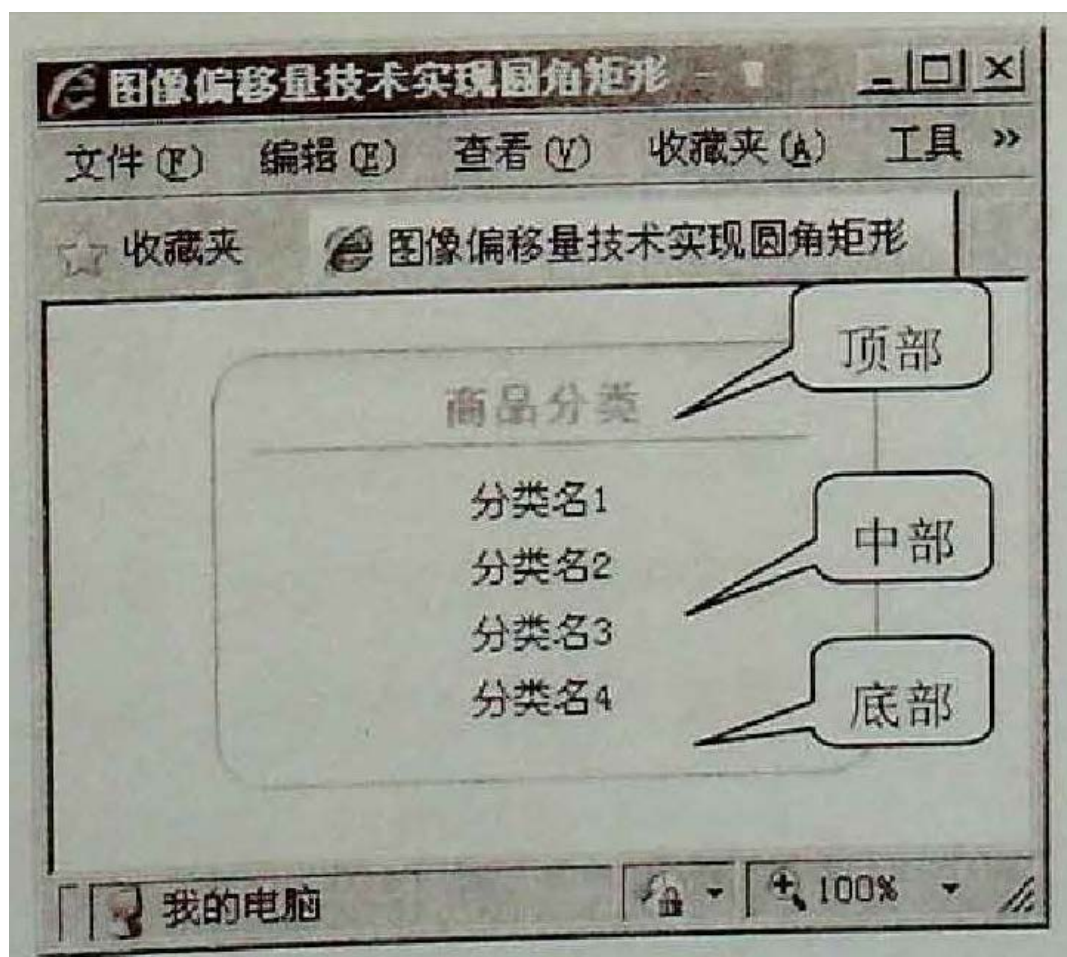 图像偏移量技术实现圆角矩形
文件(F) 编辑(E) 查看(V) 收藏夹(A) 工具 »
收藏夹 图像偏移量技术实现圆角矩形
顶部
商品分类
分类名1
中部
分类名2
分类名3
分类名4
底部
我的电脑 100%